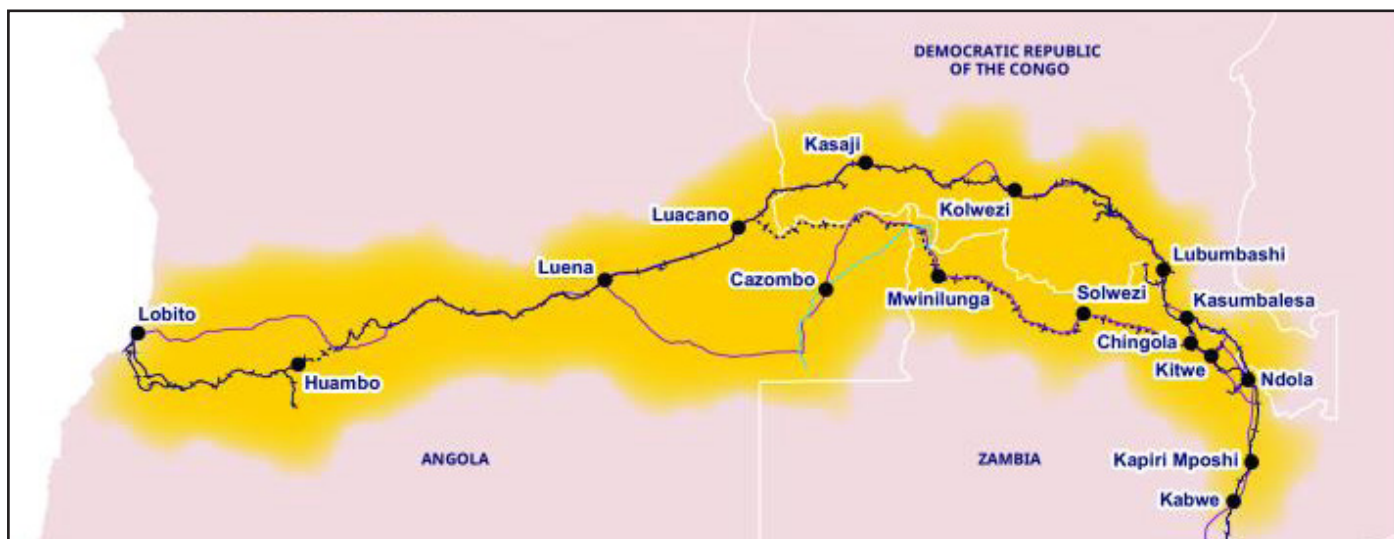 DEMOCRATIC REPUBLIC
OF THE CONGO
Kasaji
Kolwezi
Luacano
Lubumbashi
Luena
Cazombo
Mwinilunga
Solwezi
Kasumbalesa
Lobito
Chingola
Kitwe
Ndola
Huambo
ANGOLA
ZAMBIA
Kapiri Mposhi
Kabwe